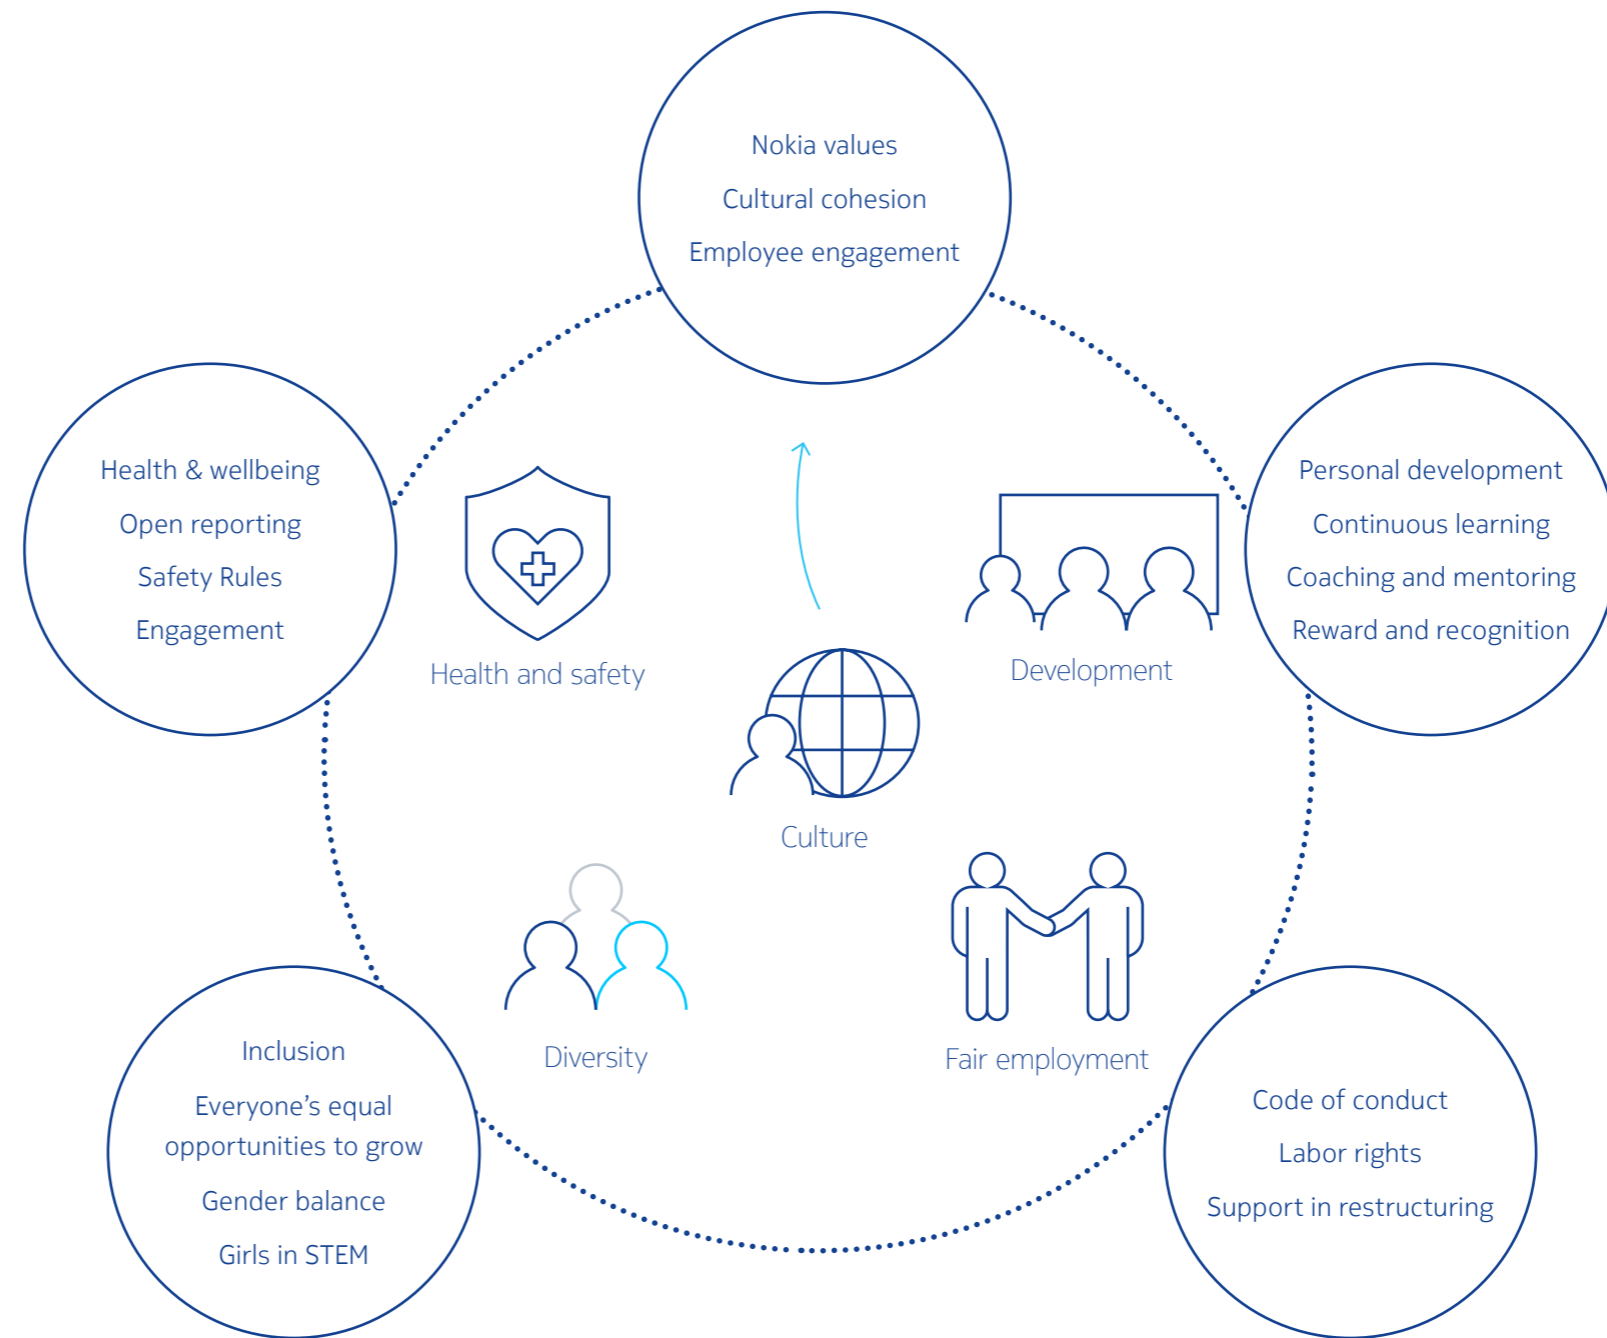 Nokia values
Cultural cohesion
Employee engagement
Health & wellbeing
Open reporting
Safety Rules
Engagement
Health and safety
Personal development
Continuous learning
Coaching and mentoring
Reward and recognition
Development
Culture
Inclusion
Everyone’s equal
opportunities to grow
Gender balance
Girls in STEM
Diversity
Fair employment
Code of conduct
Labor rights
Support in restructuring